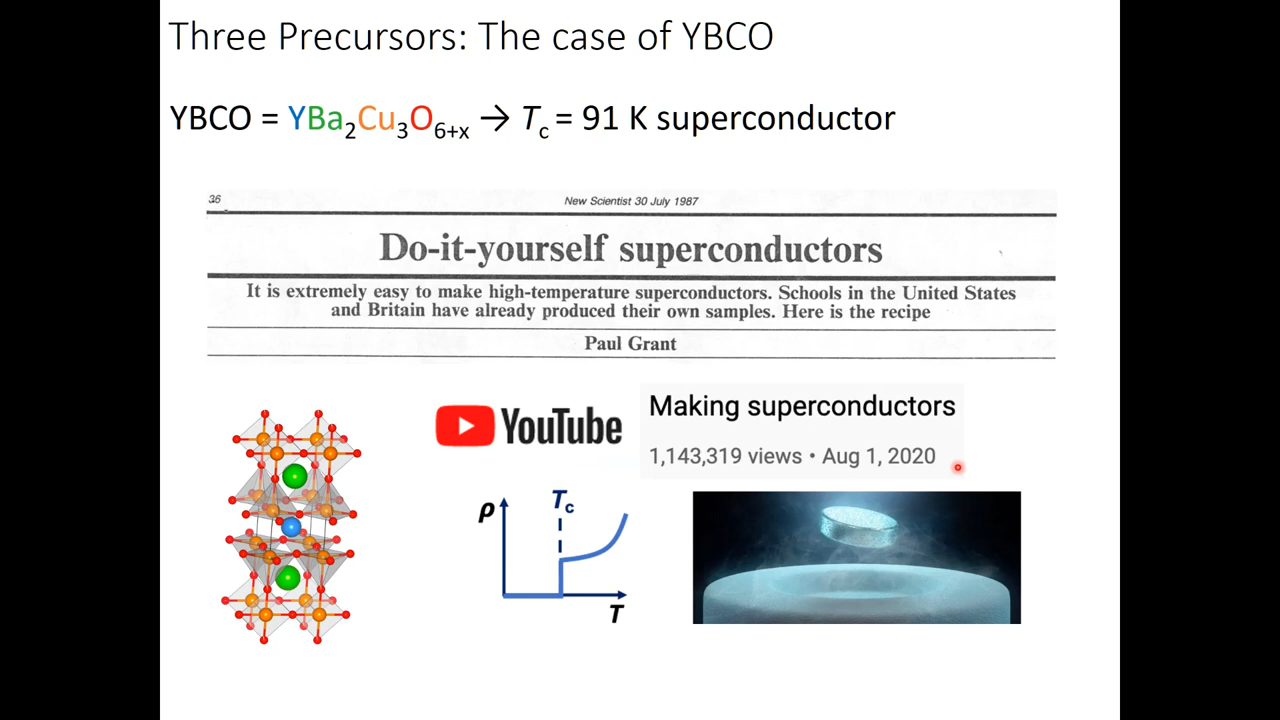 Three Precursors: The case of YBCO
YBCO = YBa₂Cu₃O₆₊ₓ → Tc = 91 K superconductor
36
New Scientist 30 July 1987
Do-it-yourself superconductors
It is extremely easy to make high-temperature superconductors. Schools in the United States
and Britain have already produced their own samples. Here is the recipe
Paul Grant
YouTube
Making superconductors
1,143,319 views • Aug 1, 2020
ρ
Tc
T